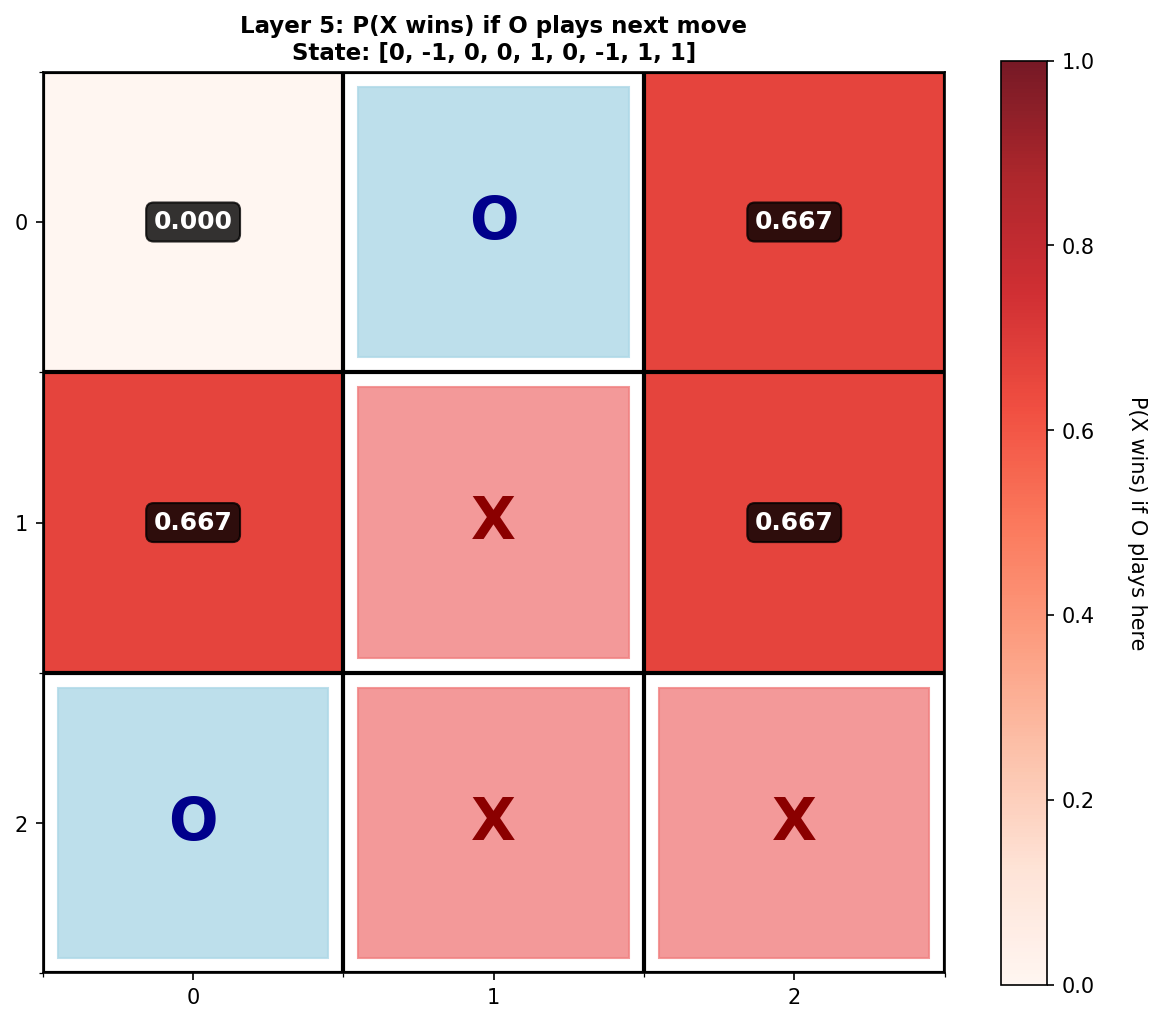 Layer 5: P(X wins) if O plays next move
State: [0, -1, 0, 0, 1, 0, -1, 1, 1]
0
0.000
O
0.667
1
0.667
X
0.667
2
O
X
X
0
1
2
1.0
0.8
0.6
0.4
0.2
0.0
P(X wins) if O plays here